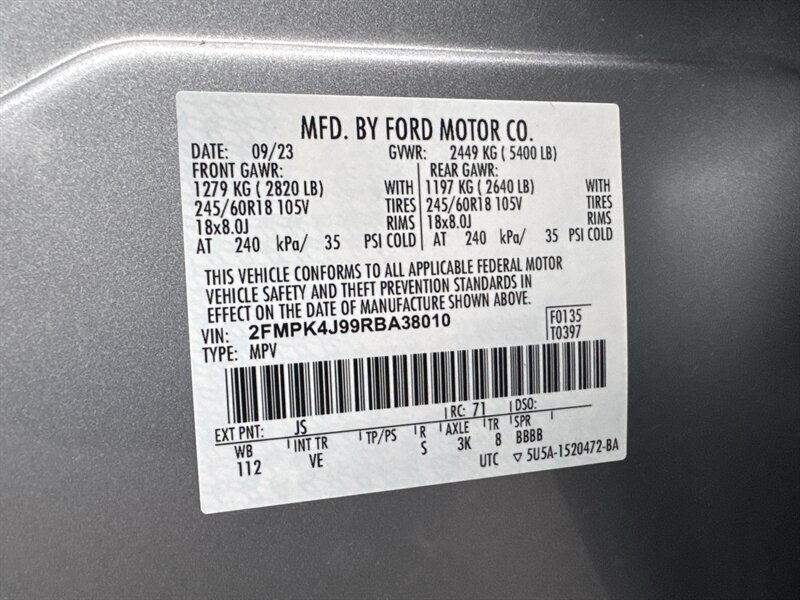 MFD. BY FORD MOTOR CO.
DATE: 09/23 GVWR: 2449 KG ( 5400 LB)
FRONT GAWR: REAR GAWR:
1279 KG ( 2820 LB) WITH 1197 KG ( 2640 LB) WITH
245/60R18 105V TIRES 245/60R18 105V TIRES
18x8.0J RIMS 18x8.0J RIMS
AT 240 kPa/ 35 PSI COLD AT 240 kPa/ 35 PSI COLD
THIS VEHICLE CONFORMS TO ALL APPLICABLE FEDERAL MOTOR
VEHICLE SAFETY AND THEFT PREVENTION STANDARDS IN
EFFECT ON THE DATE OF MANUFACTURE SHOWN ABOVE.
VIN: 2FMPK4J99RBA38010 F0135
TYPE: MPV T0397
EXT PNT: JS RC: 71 DSO:
WB INT TR TP/PS R AXLE TR SPR
112 VE S 3K 8 BBBB
UTC ▽ 5U5A-1520472-BA